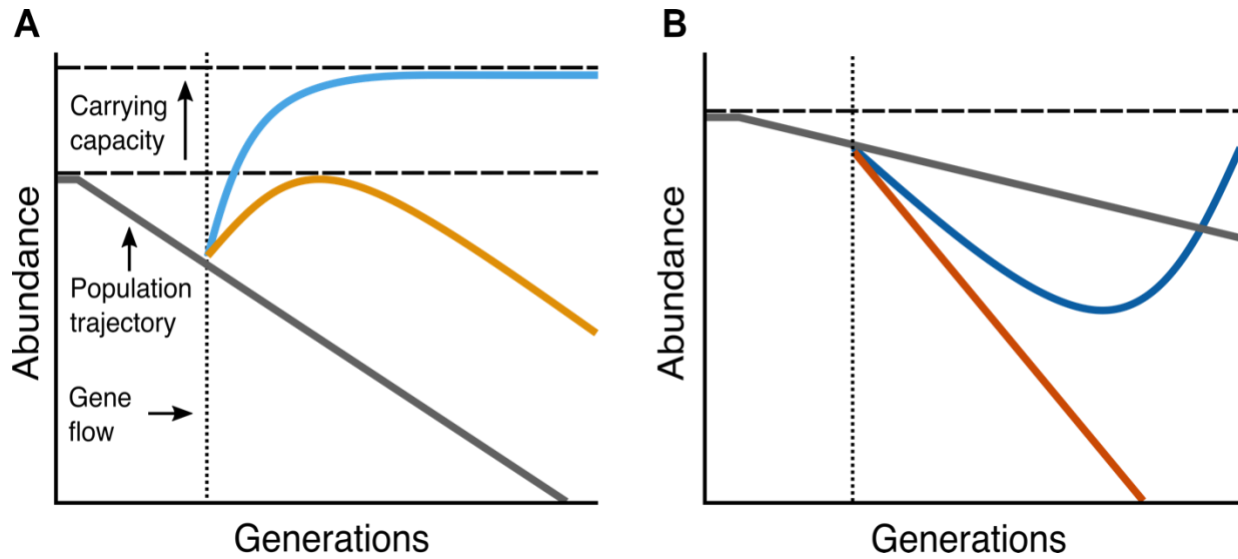 A
Carrying
capacity
Population
trajectory
Gene
flow
Abundance
Generations
B
Abundance
Generations